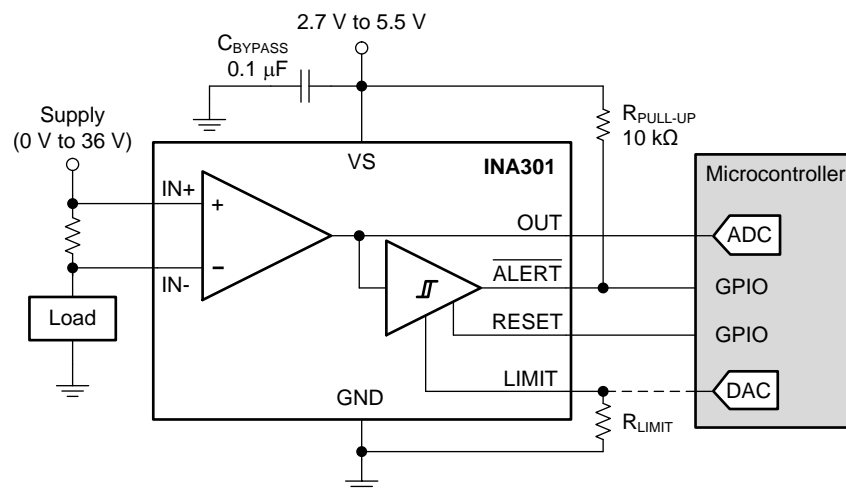 2.7 V to 5.5 V
CBYPASS
0.1 µF
Supply
(0 V to 36 V)
RPULL-UP
10 kΩ
VS
INA301
Microcontroller
IN+
+
OUT
ADC
-
IN-
ALERT
GPIO
Load
RESET
GPIO
LIMIT
DAC
GND
RLIMIT